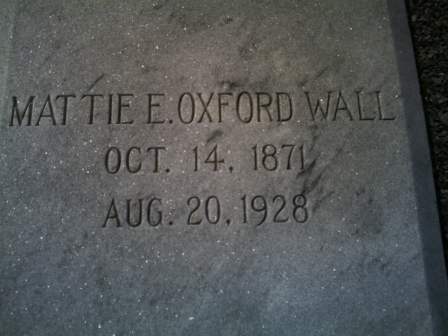 MATTIE E. OXFORD WALL
OCT. 14, 1871
AUG. 20, 1928